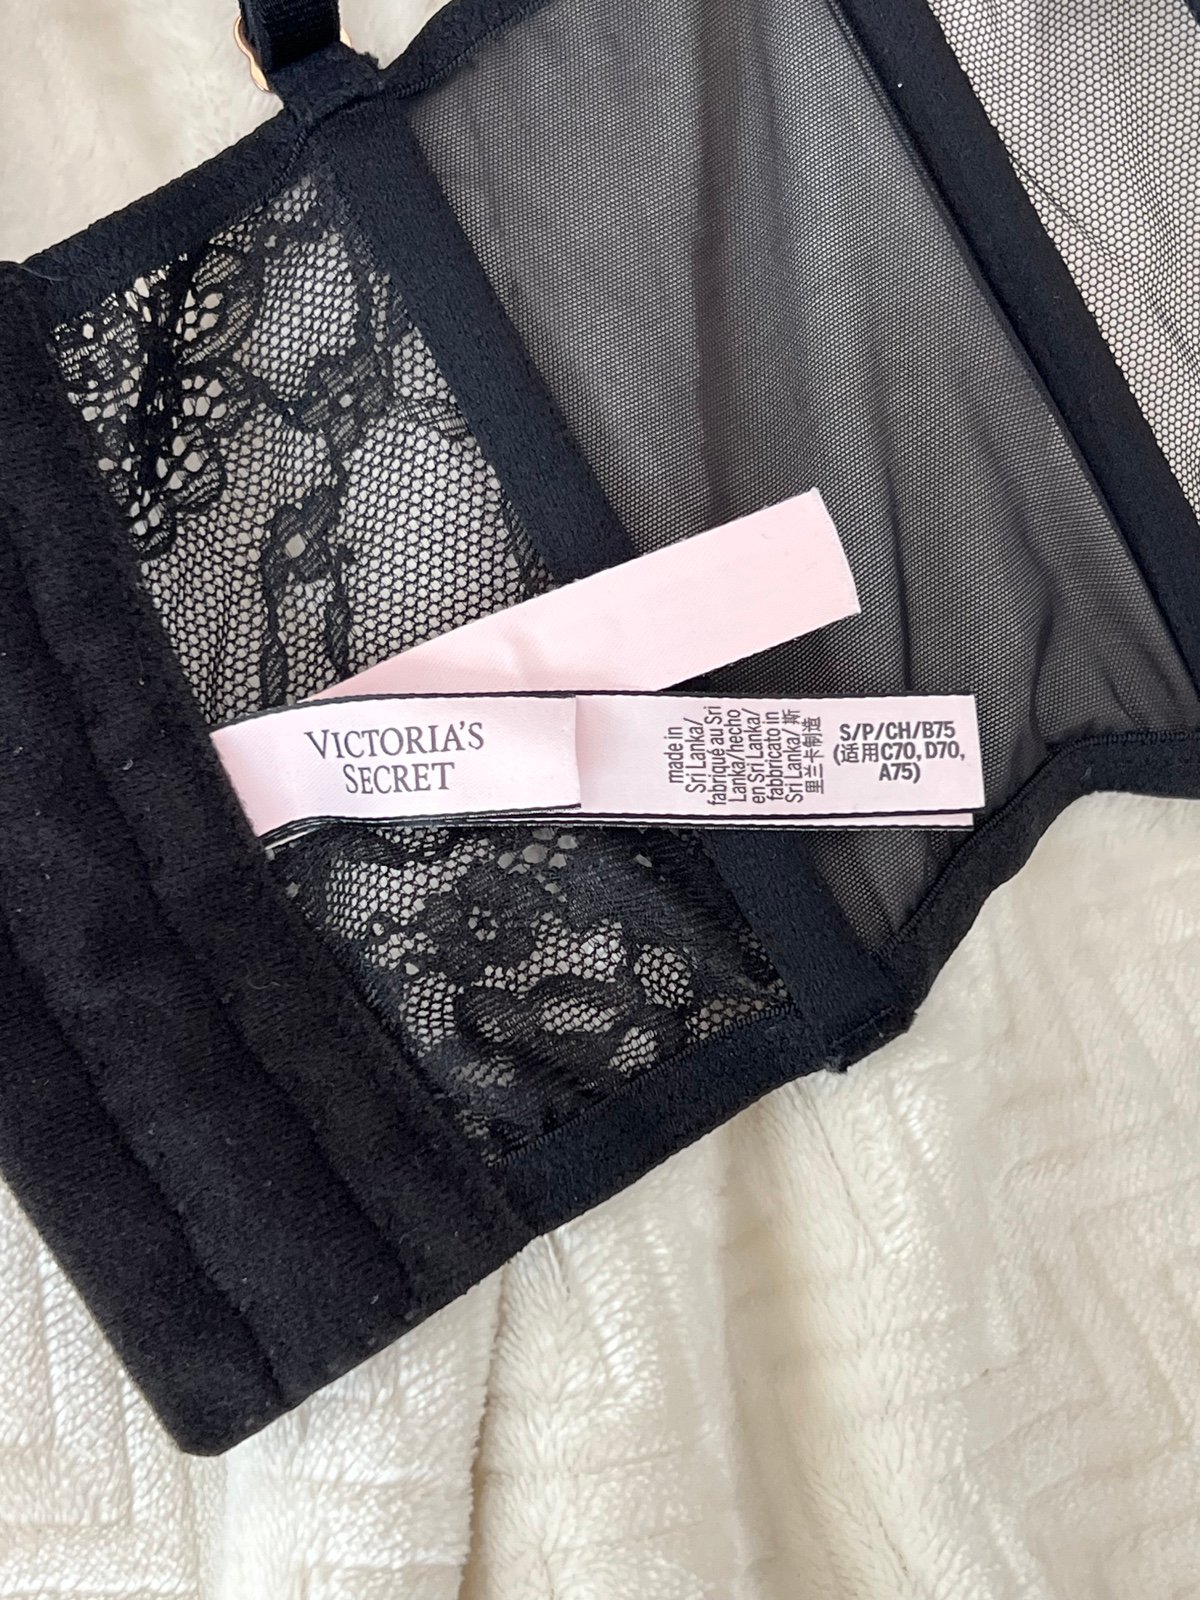 VICTORIA'S
SECRET
made in
Sri Lanka/
fabriqué au Sri
Lanka/hecho
en Sri Lanka/
fabbricato in
Sri Lanka/ 斯
里兰卡制造
S/P/CH/B75
(适用C70, D70,
A75)